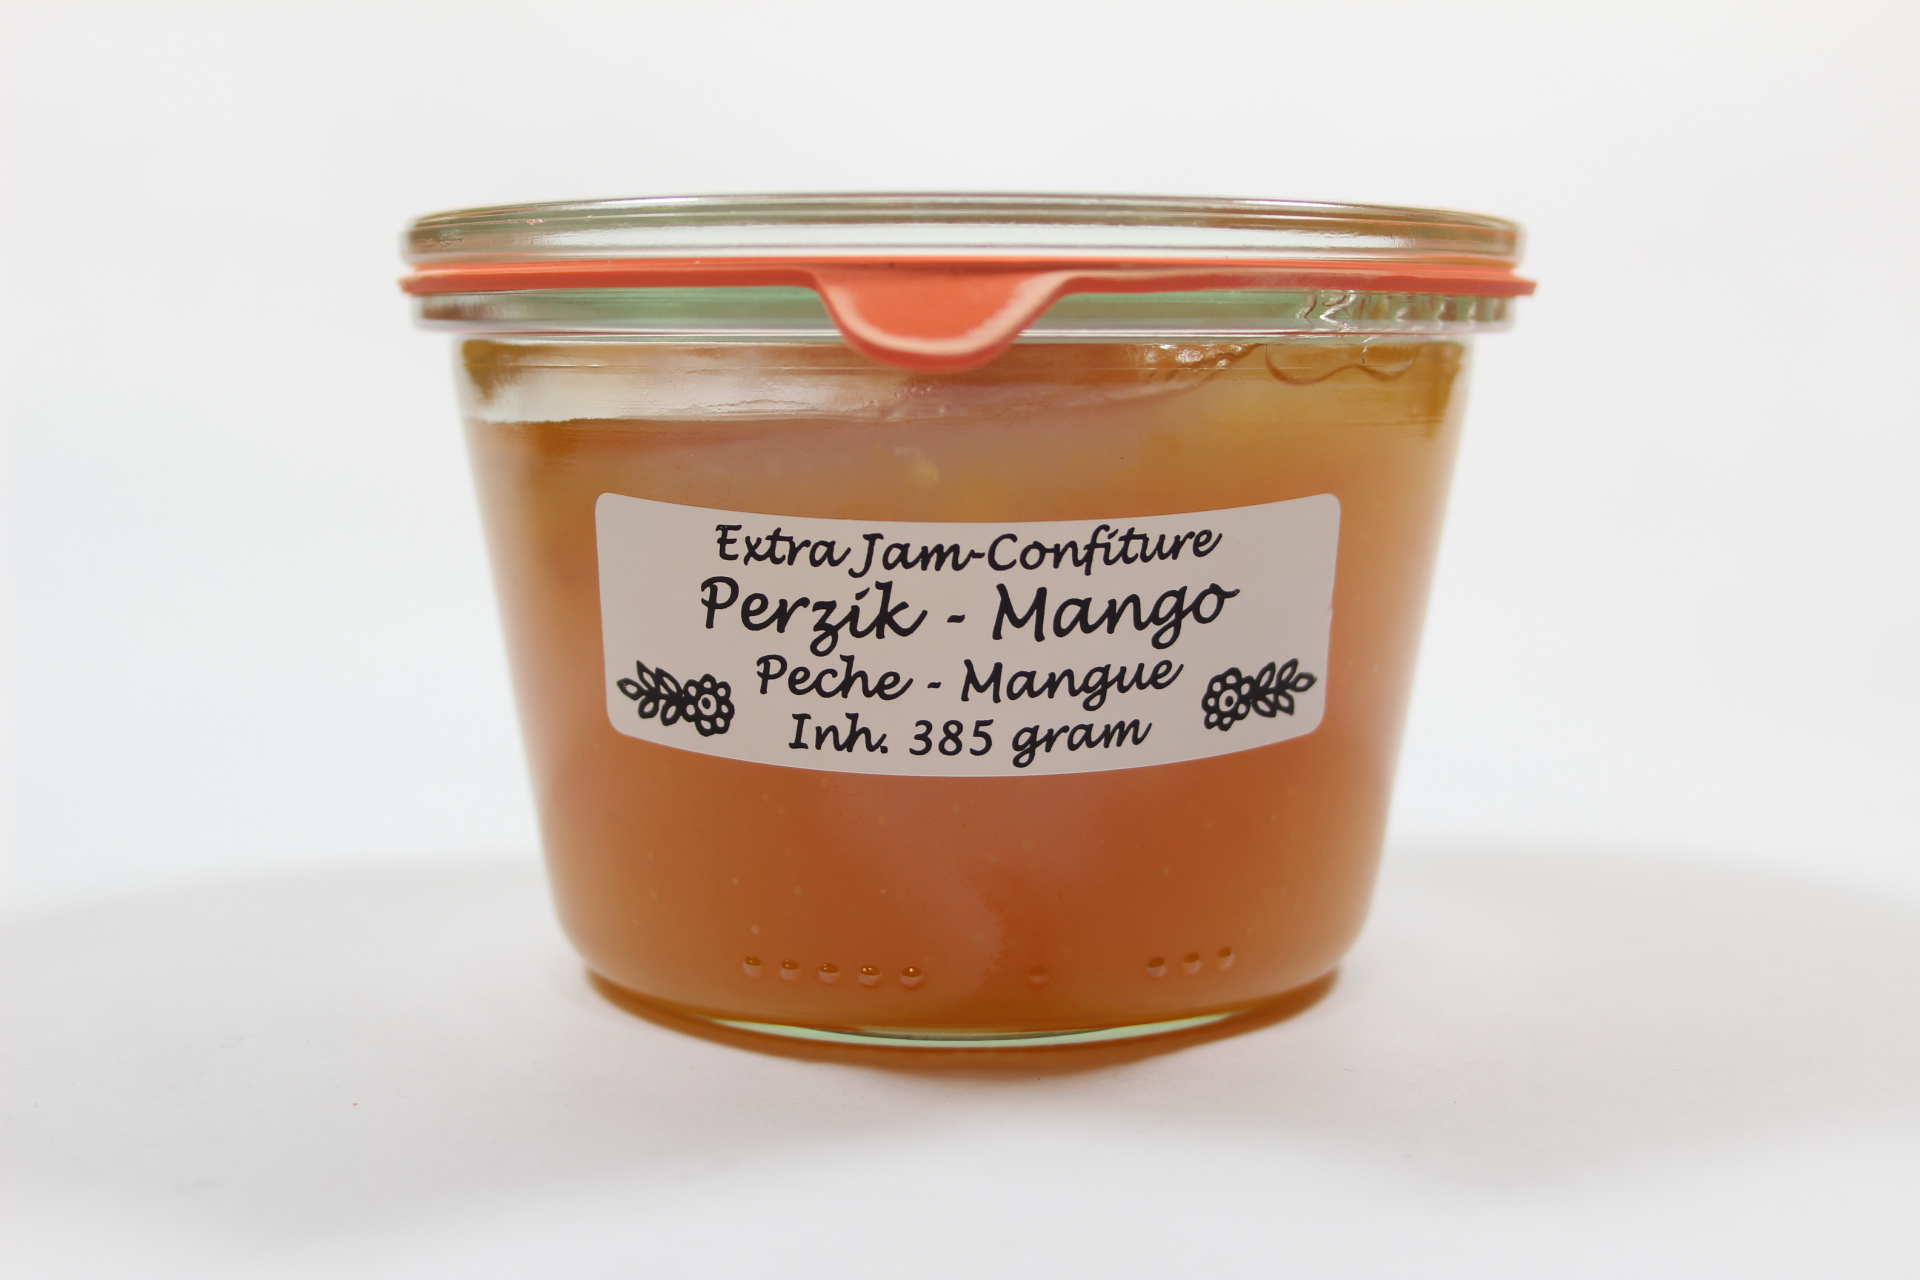 Extra Jam-Confiture
Perzik - Mango
Peche - Mangue
Inh. 385 gram